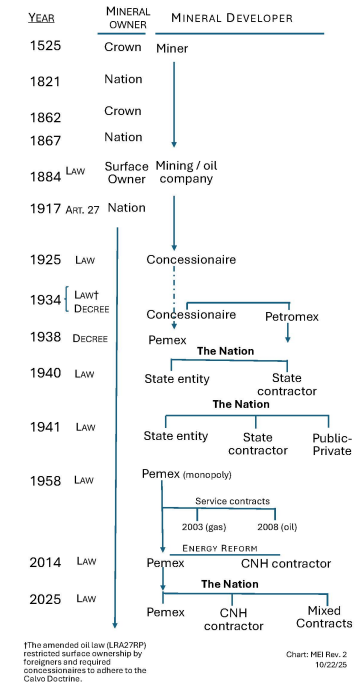 YEAR MINERAL OWNER MINERAL DEVELOPER
1525 Crown Miner
1821 Nation
1862 Crown
1867 Nation
1884 LAW Surface Owner Mining / oil company
1917 ART. 27 Nation
1925 LAW Concessionaire
1934 LAW† DECREE Concessionaire Petromex
1938 DECREE Pemex
The Nation
1940 LAW State entity State contractor
The Nation
1941 LAW State entity State contractor Public-Private
1958 LAW Pemex (monopoly)
Service contracts
2003 (gas) 2008 (oil)
ENERGY REFORM
2014 LAW Pemex CNH contractor
The Nation
2025 LAW Pemex CNH contractor Mixed Contracts
†The amended oil law (LRA27RP)
restricted surface ownership by
foreigners and required
concessionaires to adhere to the
Calvo Doctrine.
Chart: MEI Rev. 2
10/22/25